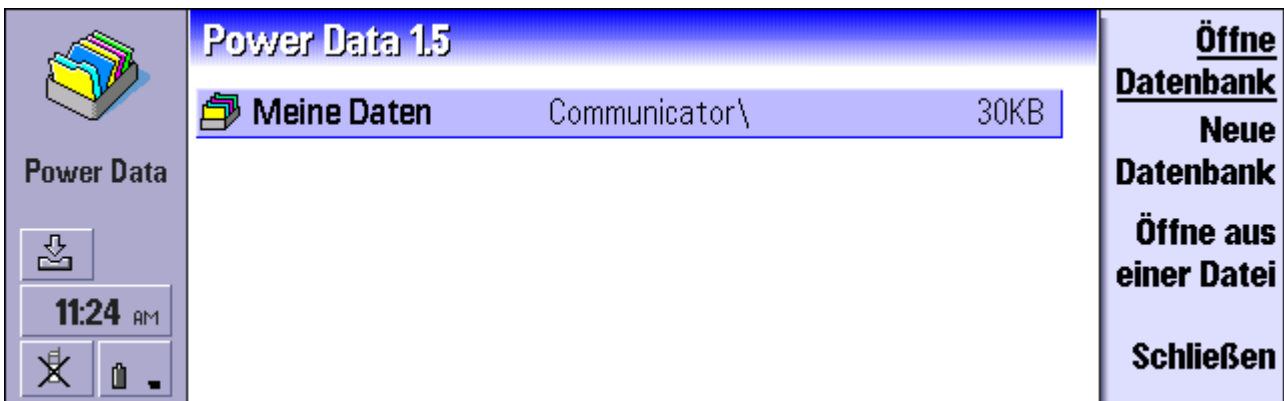 Power Data 1.5
Meine Daten Communicator\ 30KB
Power Data
11:24 AM
Öffne
Datenbank
Neue
Datenbank
Öffne aus
einer Datei
Schließen